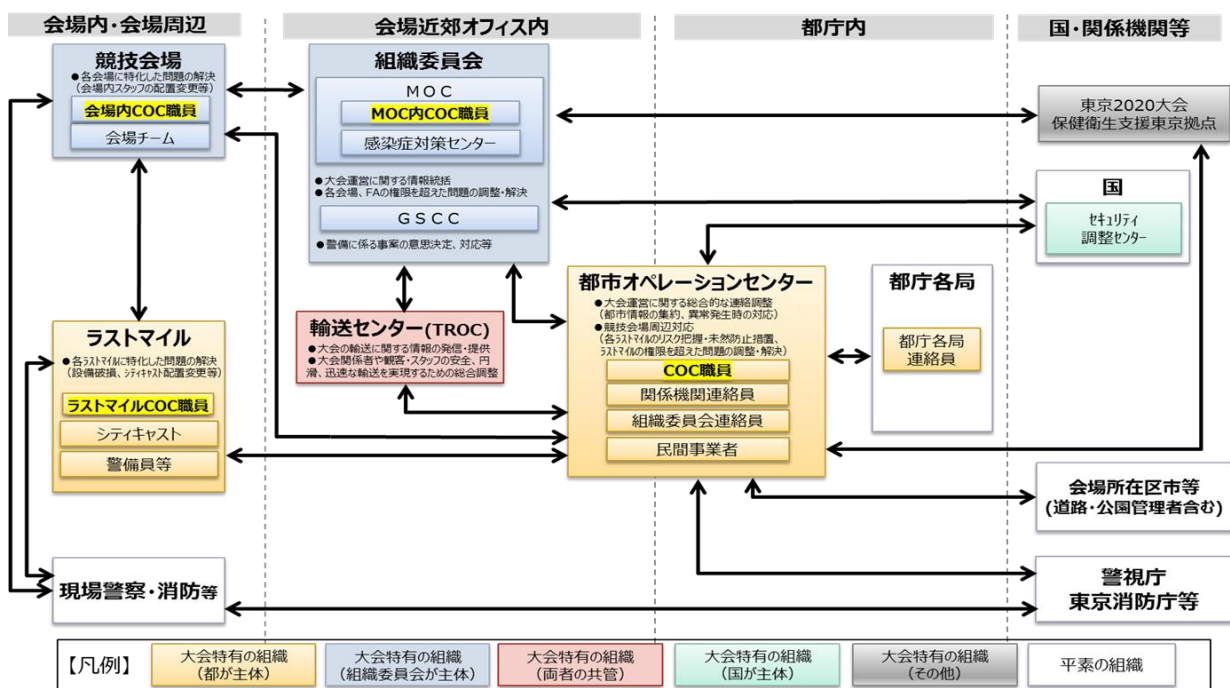 会場内・会場周辺
会場近郊オフィス内
都庁内
国・関係機関等
競技会場
●各会場に特化した問題の解決
(会場内スタッフの配置変更等)
会場内COC職員
会場チーム
組織委員会
MOC
MOC内COC職員
感染症対策センター
●大会運営に関する情報統括
●各会場、FAの権限を超えた問題の調整・解決
GSCC
●警備に係る事案の意思決定、対応等
東京2020大会
保健衛生支援東京拠点
国
セキュリティ
調整センター
都市オペレーションセンター
●大会運営に関する総合的な連絡調整
(都市情報の集約、異常発生時の対応)
●競技会場周辺対応
(各ラストマイルのリスク把握・未然防止措置、
ラストマイルの権限を超えた問題の調整・解決)
COC職員
関係機関連絡員
組織委員会連絡員
民間事業者
都庁各局
都庁各局
連絡員
輸送センター(TROC)
●大会の輸送に関する情報の発信・提供
●大会関係者や観客・スタッフの安全、円
滑、迅速な輸送を実現するための総合調整
ラストマイル
●各ラストマイルに特化した問題の解決
(設備破損、シティキャスト配置変更等)
ラストマイルCOC職員
シティキャスト
警備員等
会場所在区市等
(道路・公園管理者含む)
現場警察・消防等
警視庁
東京消防庁等
【凡例】
大会特有の組織
(都が主体)
大会特有の組織
(組織委員会が主体)
大会特有の組織
(両者の共管)
大会特有の組織
(国が主体)
大会特有の組織
(その他)
平素の組織